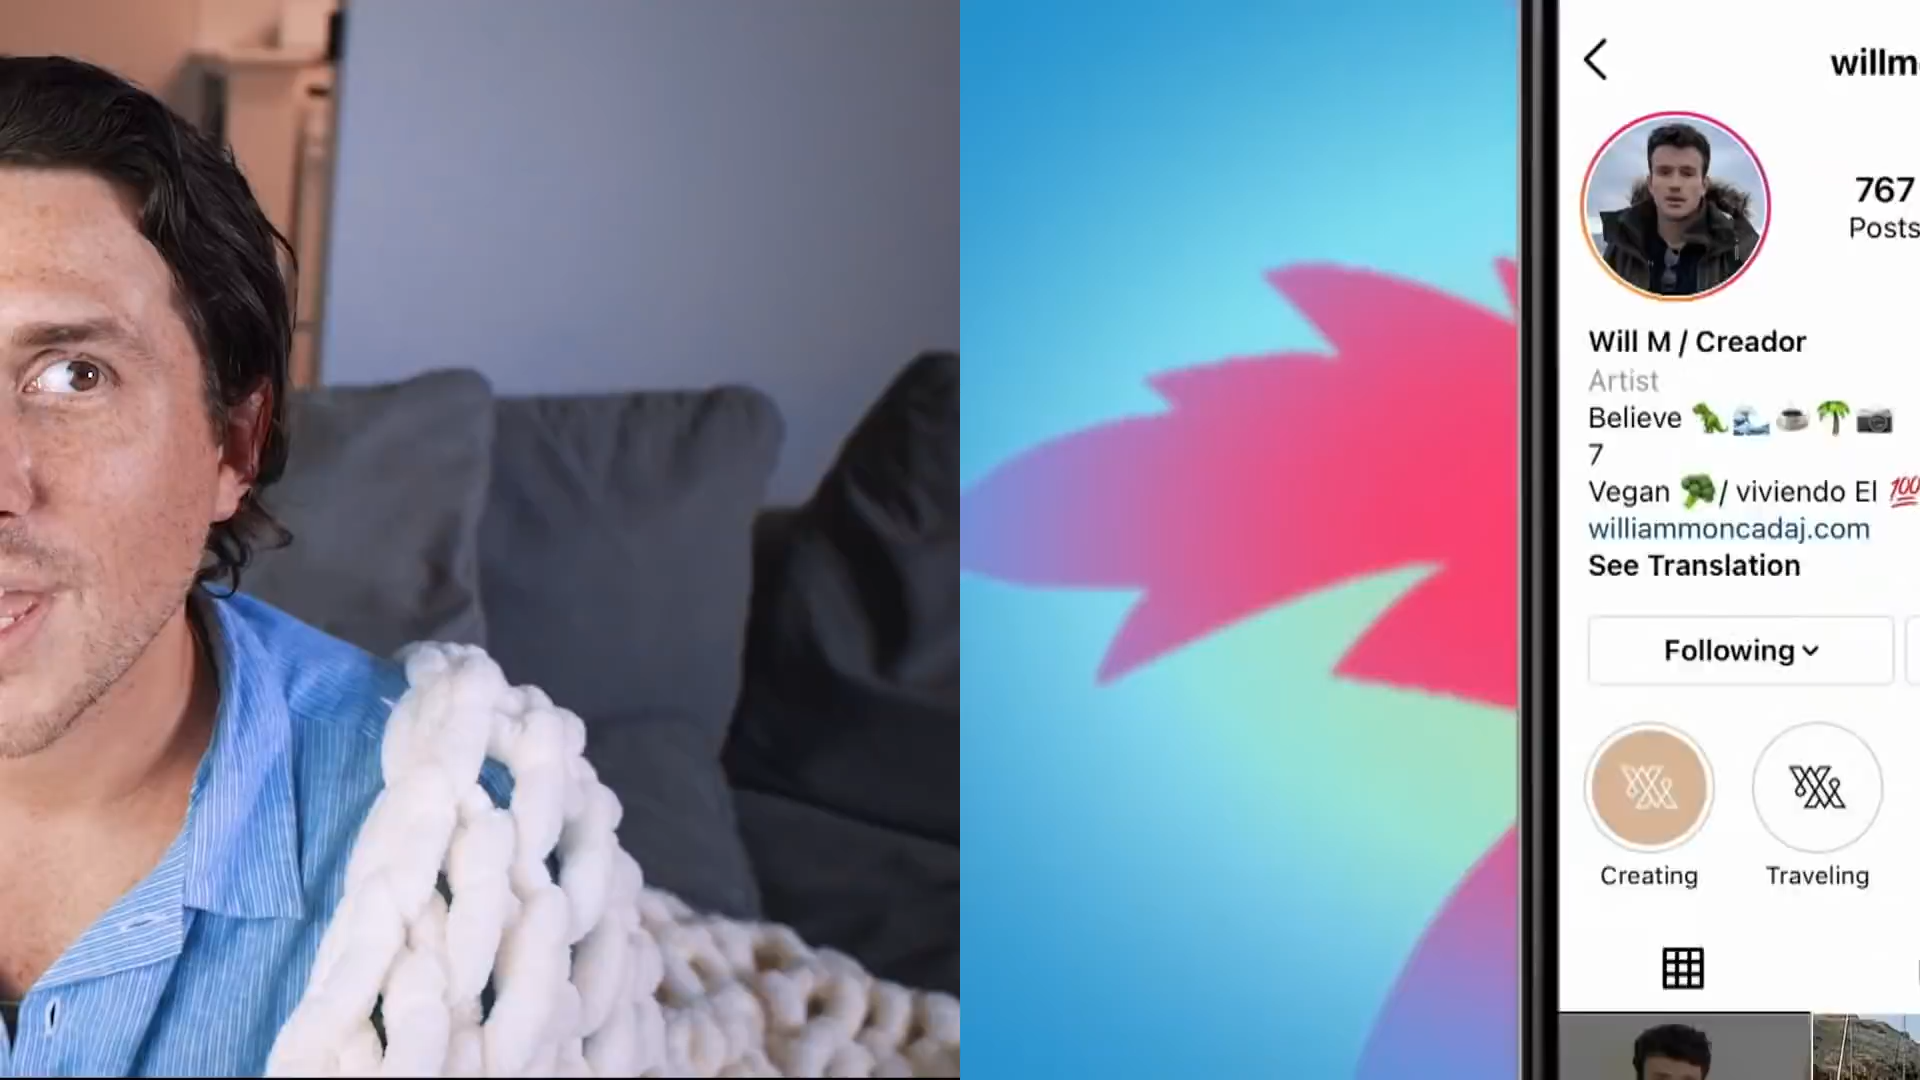 willm
767
Posts
Will M / Creador
Artist
Believe 🦖🌊☕🌴📷
7
Vegan 🥦/ viviendo El 💯
williammoncadaj.com
See Translation
Following
Creating
Traveling